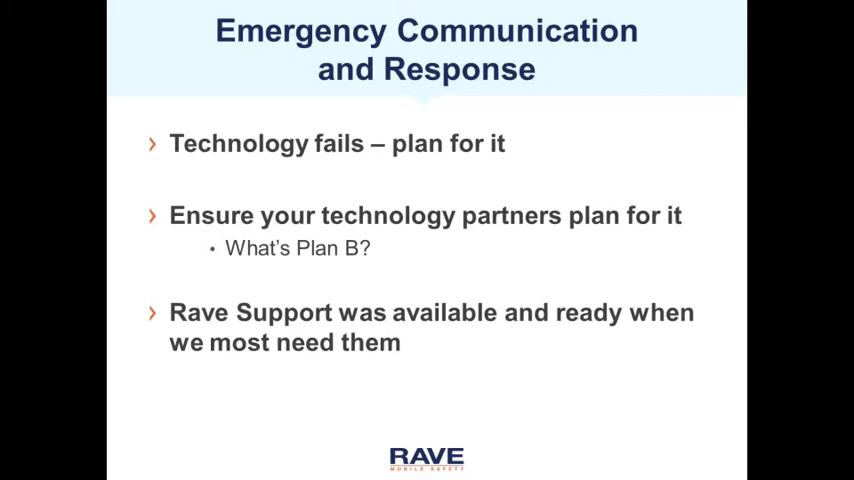 Emergency Communication
and Response
› Technology fails – plan for it
› Ensure your technology partners plan for it
• What's Plan B?
› Rave Support was available and ready when
we most need them
RAVE
MOBILE SAFETY